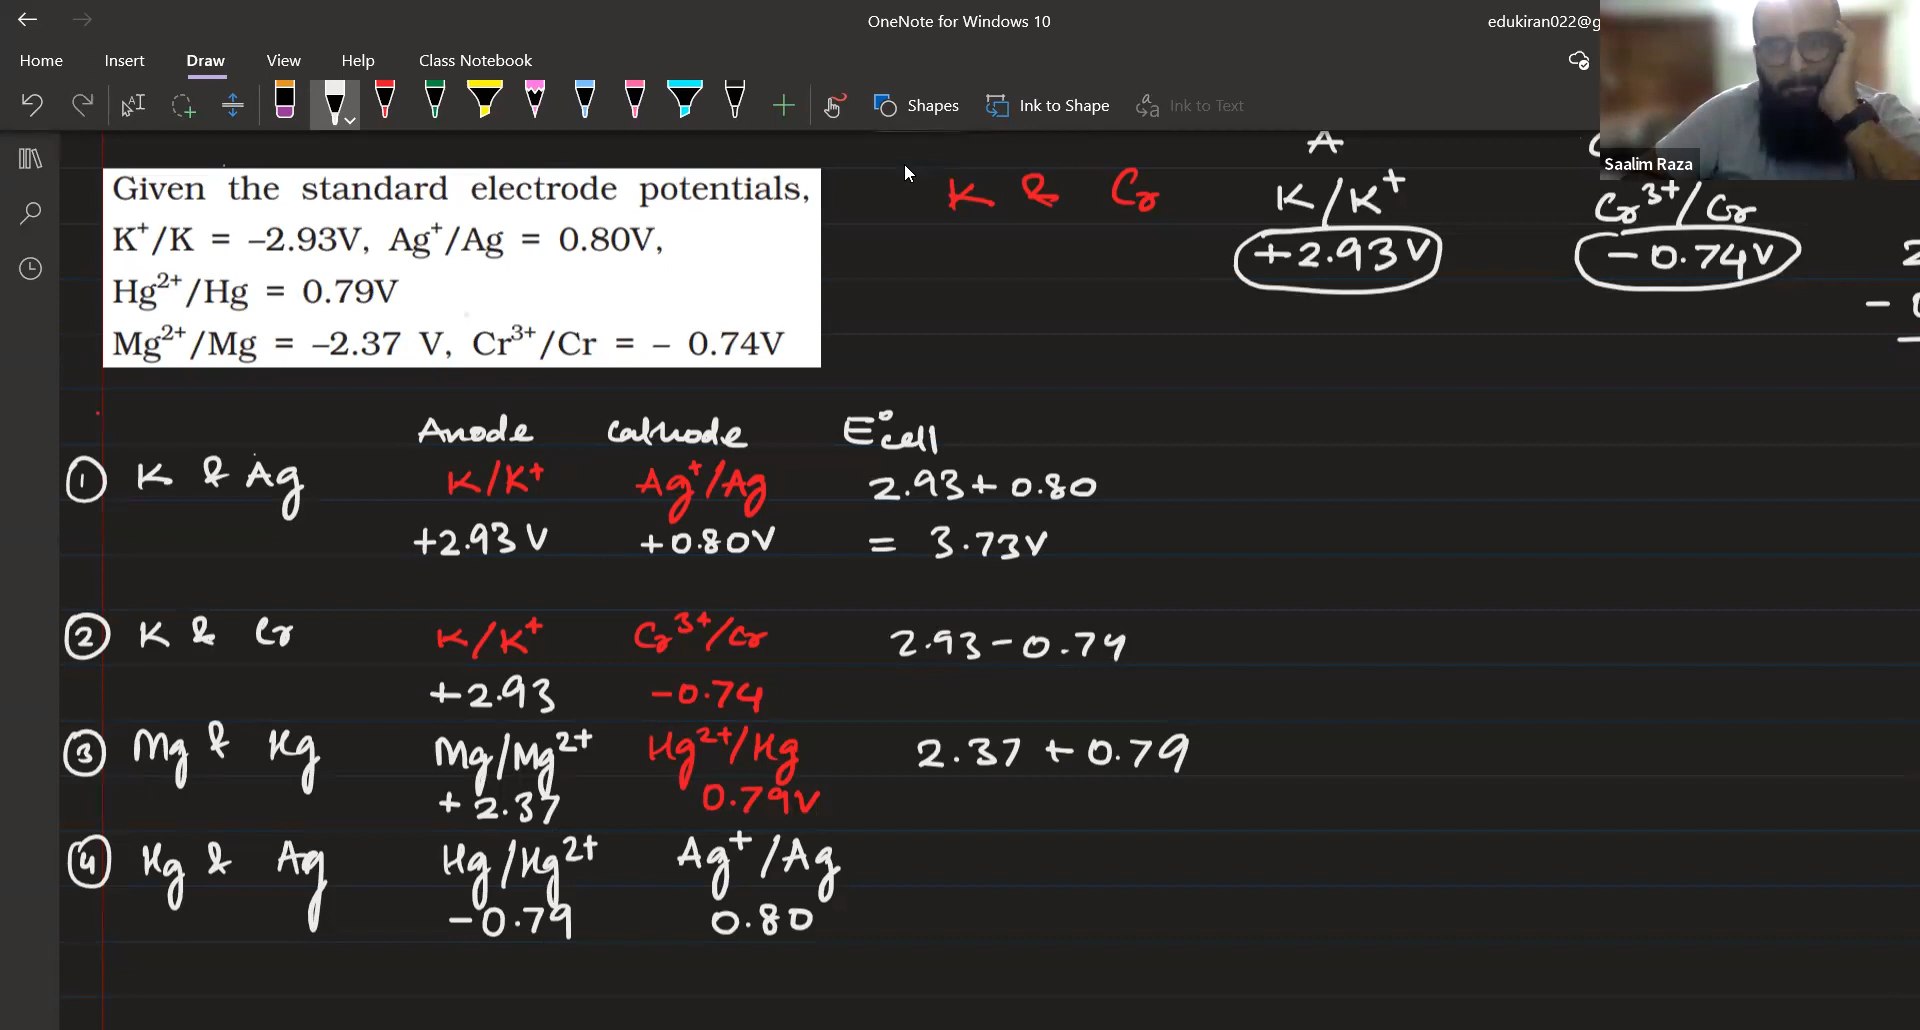 OneNote for Windows 10
edukiran022@g
Home Insert Draw View Help Class Notebook
Shapes Ink to Shape Ink to Text
Saalim Raza
Given the standard electrode potentials,
K⁺/K = –2.93V, Ag⁺/Ag = 0.80V,
Hg²⁺/Hg = 0.79V
Mg²⁺/Mg = –2.37 V, Cr³⁺/Cr = – 0.74V
A
K & Cr K/K⁺ Cr³⁺/Cr
+2.93V –0.74V
Anode Cathode E°cell
① K & Ag K/K⁺ Ag⁺/Ag 2.93+0.80
+2.93V +0.80V = 3.73V
② K & Cr K/K⁺ Cr³⁺/Cr 2.93–0.74
+2.93 –0.74
③ Mg & Hg Mg/Mg²⁺ Hg²⁺/Hg 2.37 + 0.79
+2.37 0.79V
④ Hg & Ag Hg/Hg²⁺ Ag⁺/Ag
–0.79 0.80